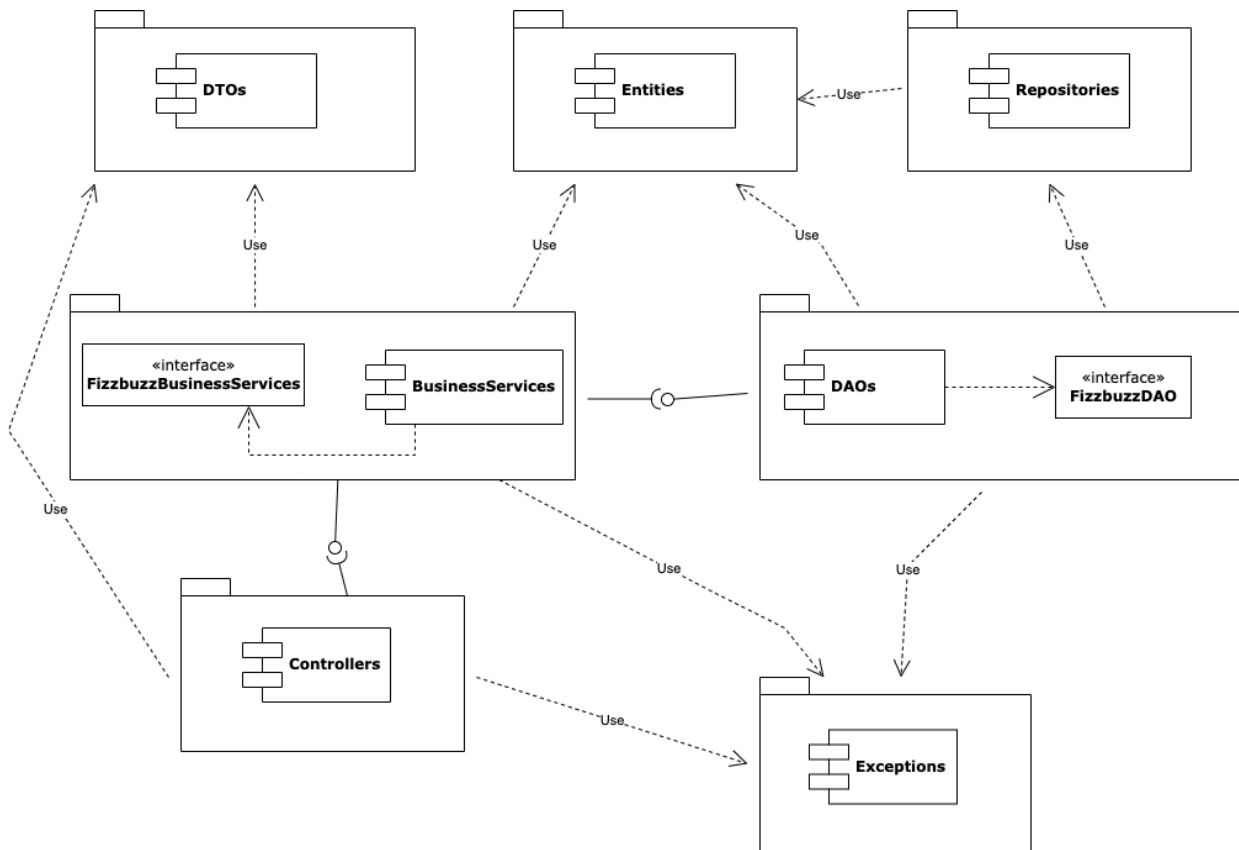 DTOs
Entities
Repositories
Use
Use
Use
Use
Use
«interface»
FizzbuzzBusinessServices
BusinessServices
DAOs
«interface»
FizzbuzzDAO
Use
Use
Use
Controllers
Use
Exceptions